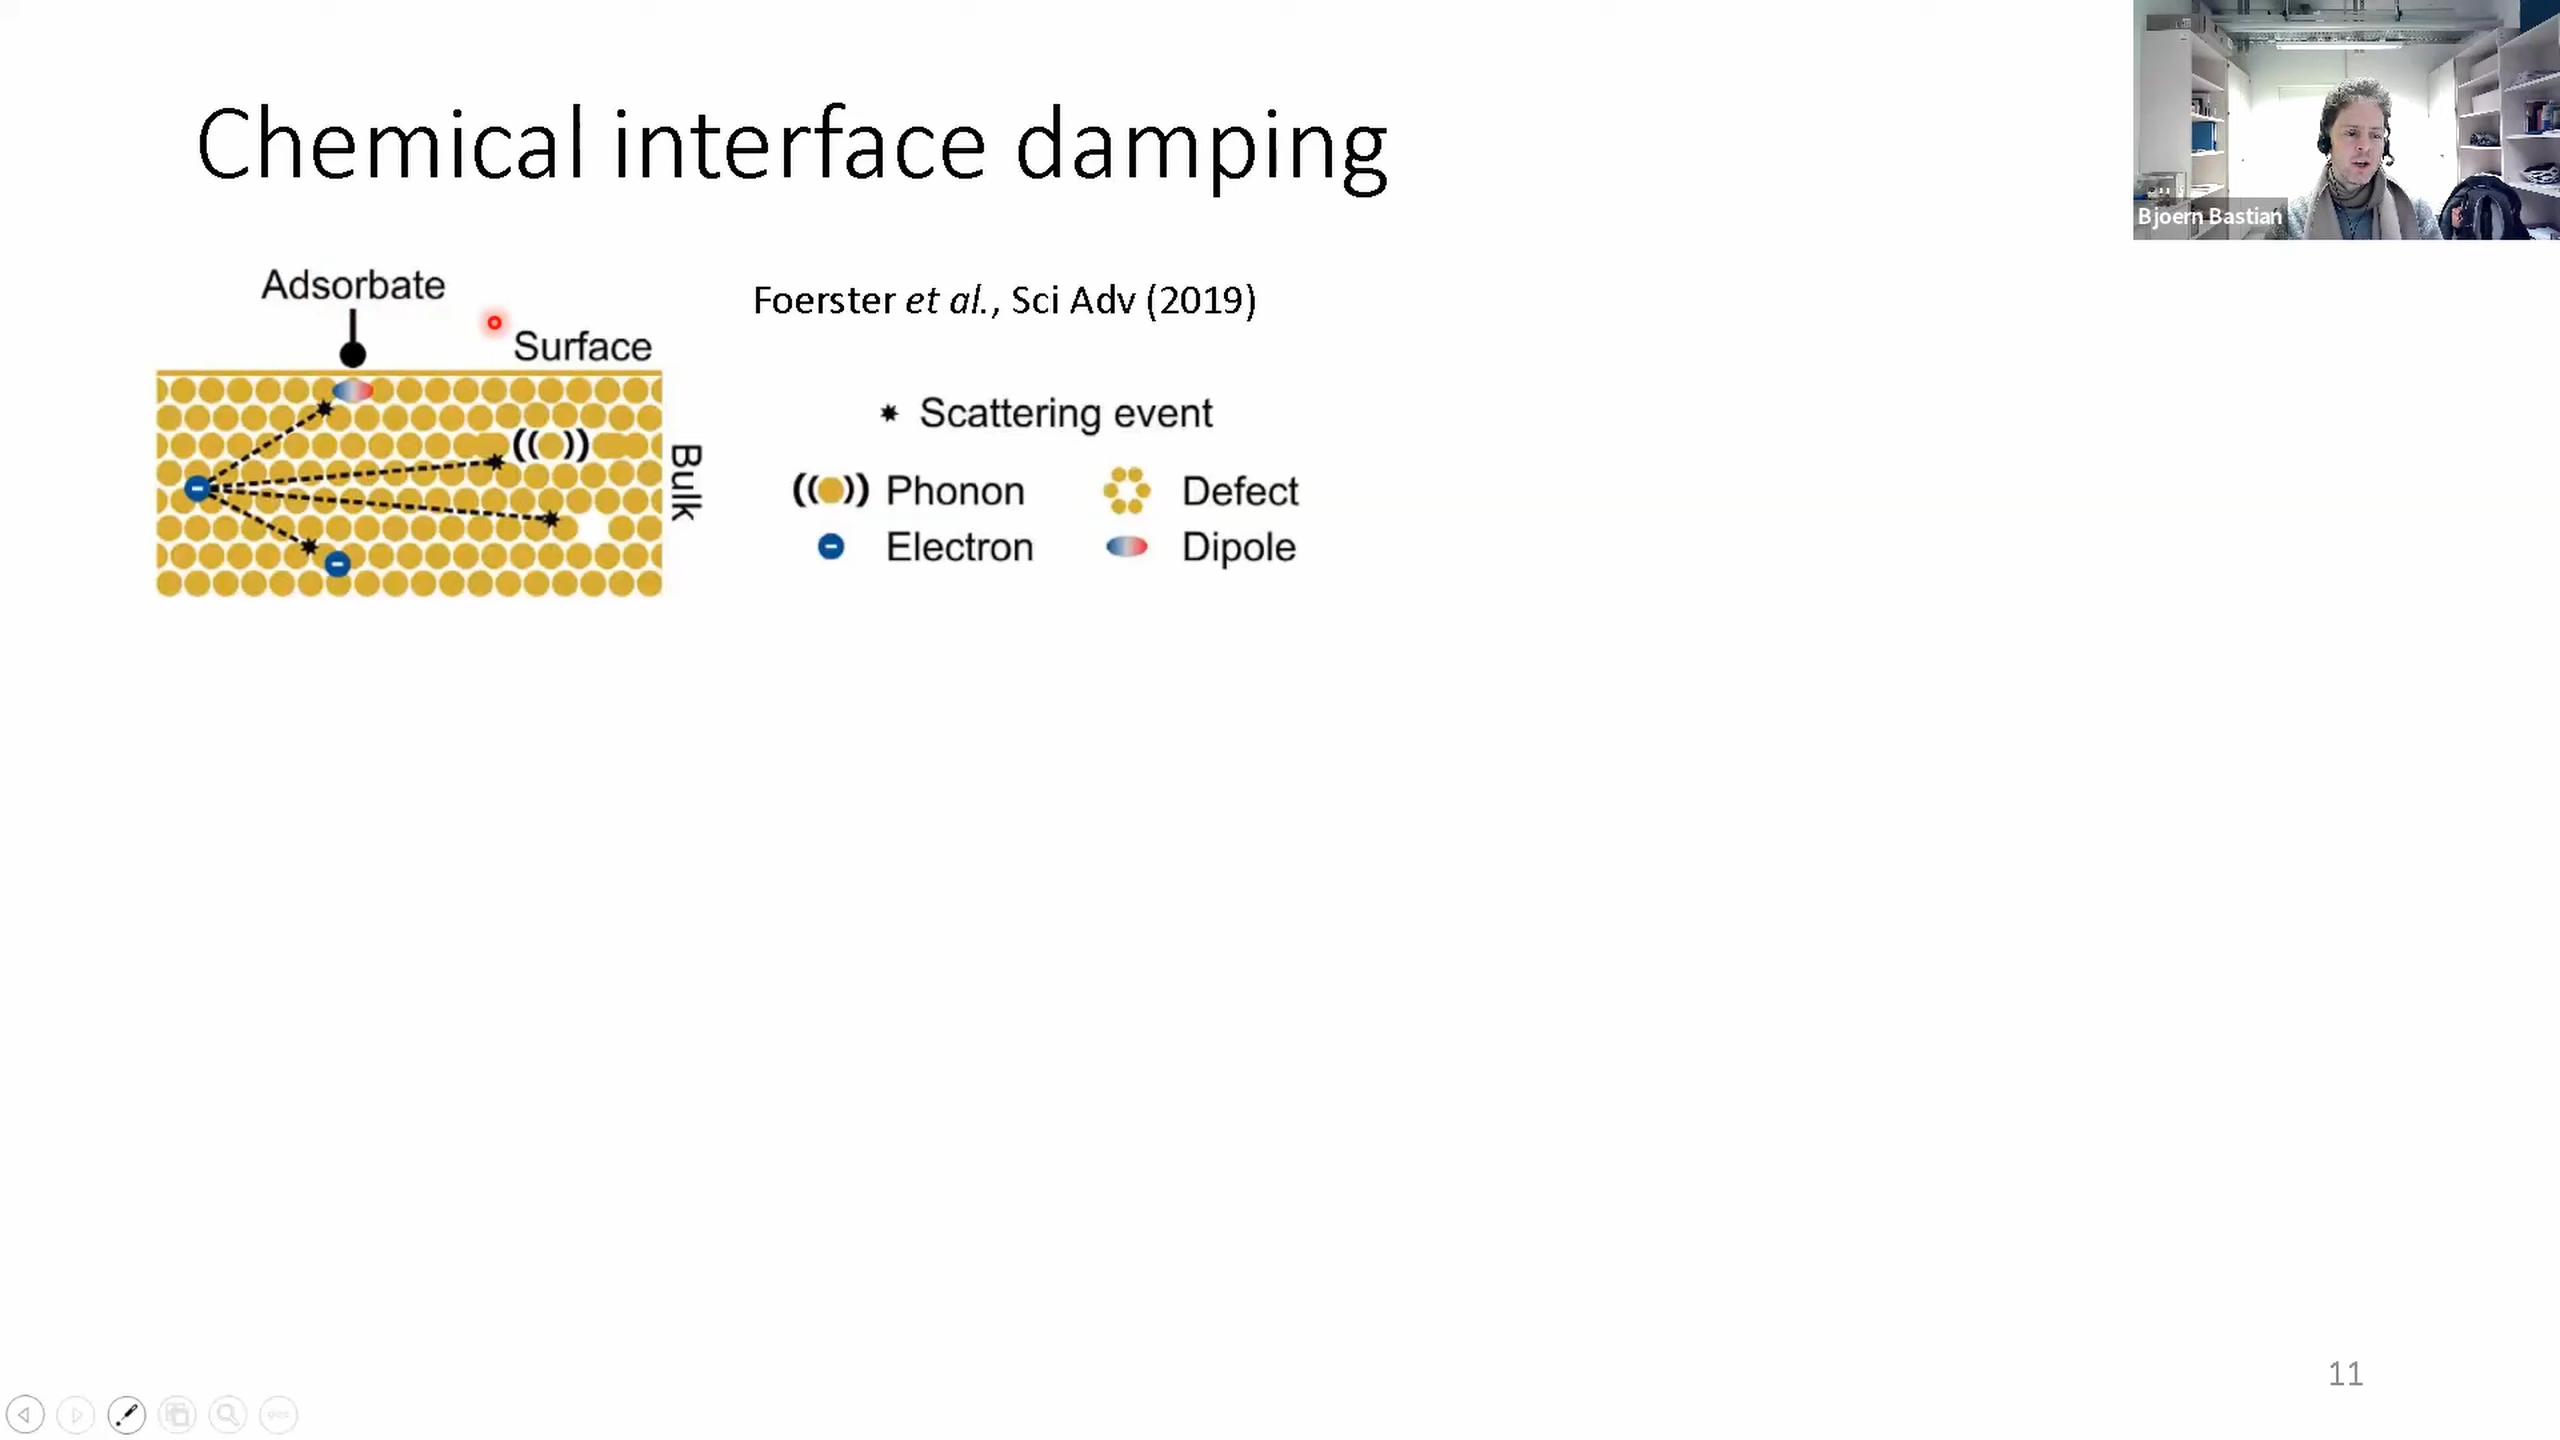 Chemical interface damping
Bjoern Bastian
Adsorbate
Foerster et al., Sci Adv (2019)
Surface
Bulk
Scattering event
Phonon
Defect
Electron
Dipole
11